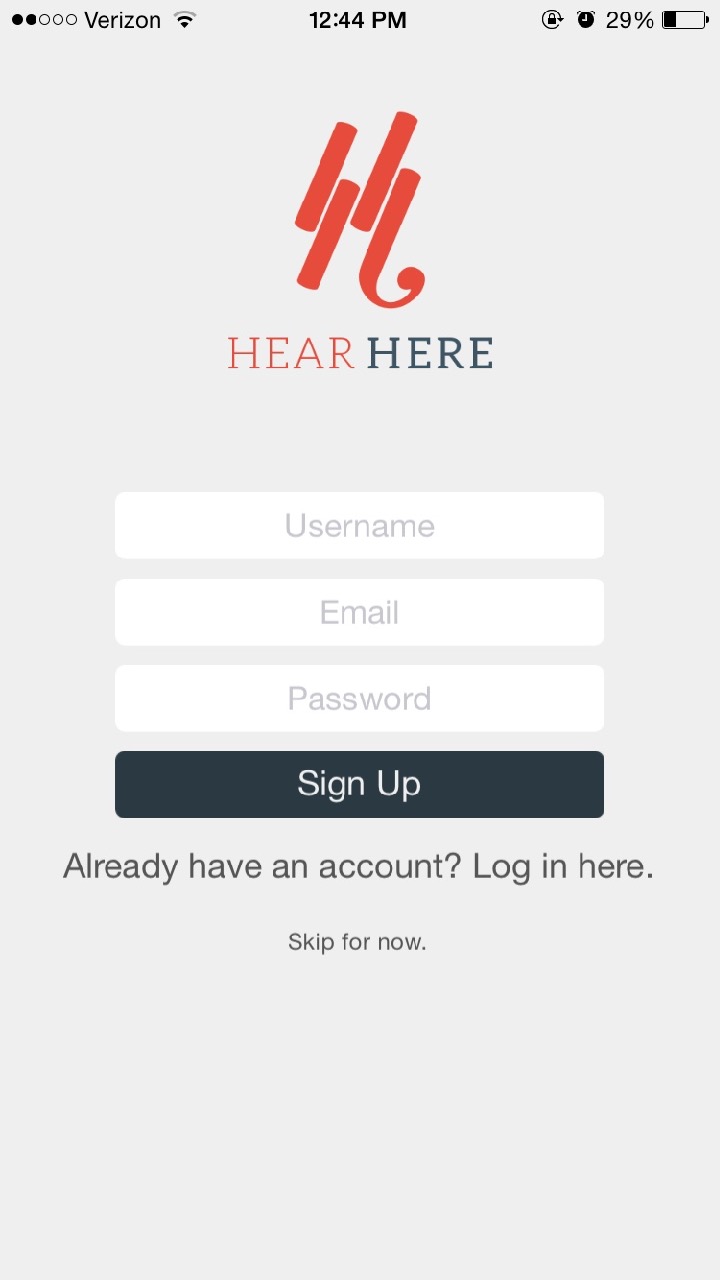 Verizon 12:44 PM 29%
HEAR HERE
Username
Email
Password
Sign Up
Already have an account? Log in here.
Skip for now.